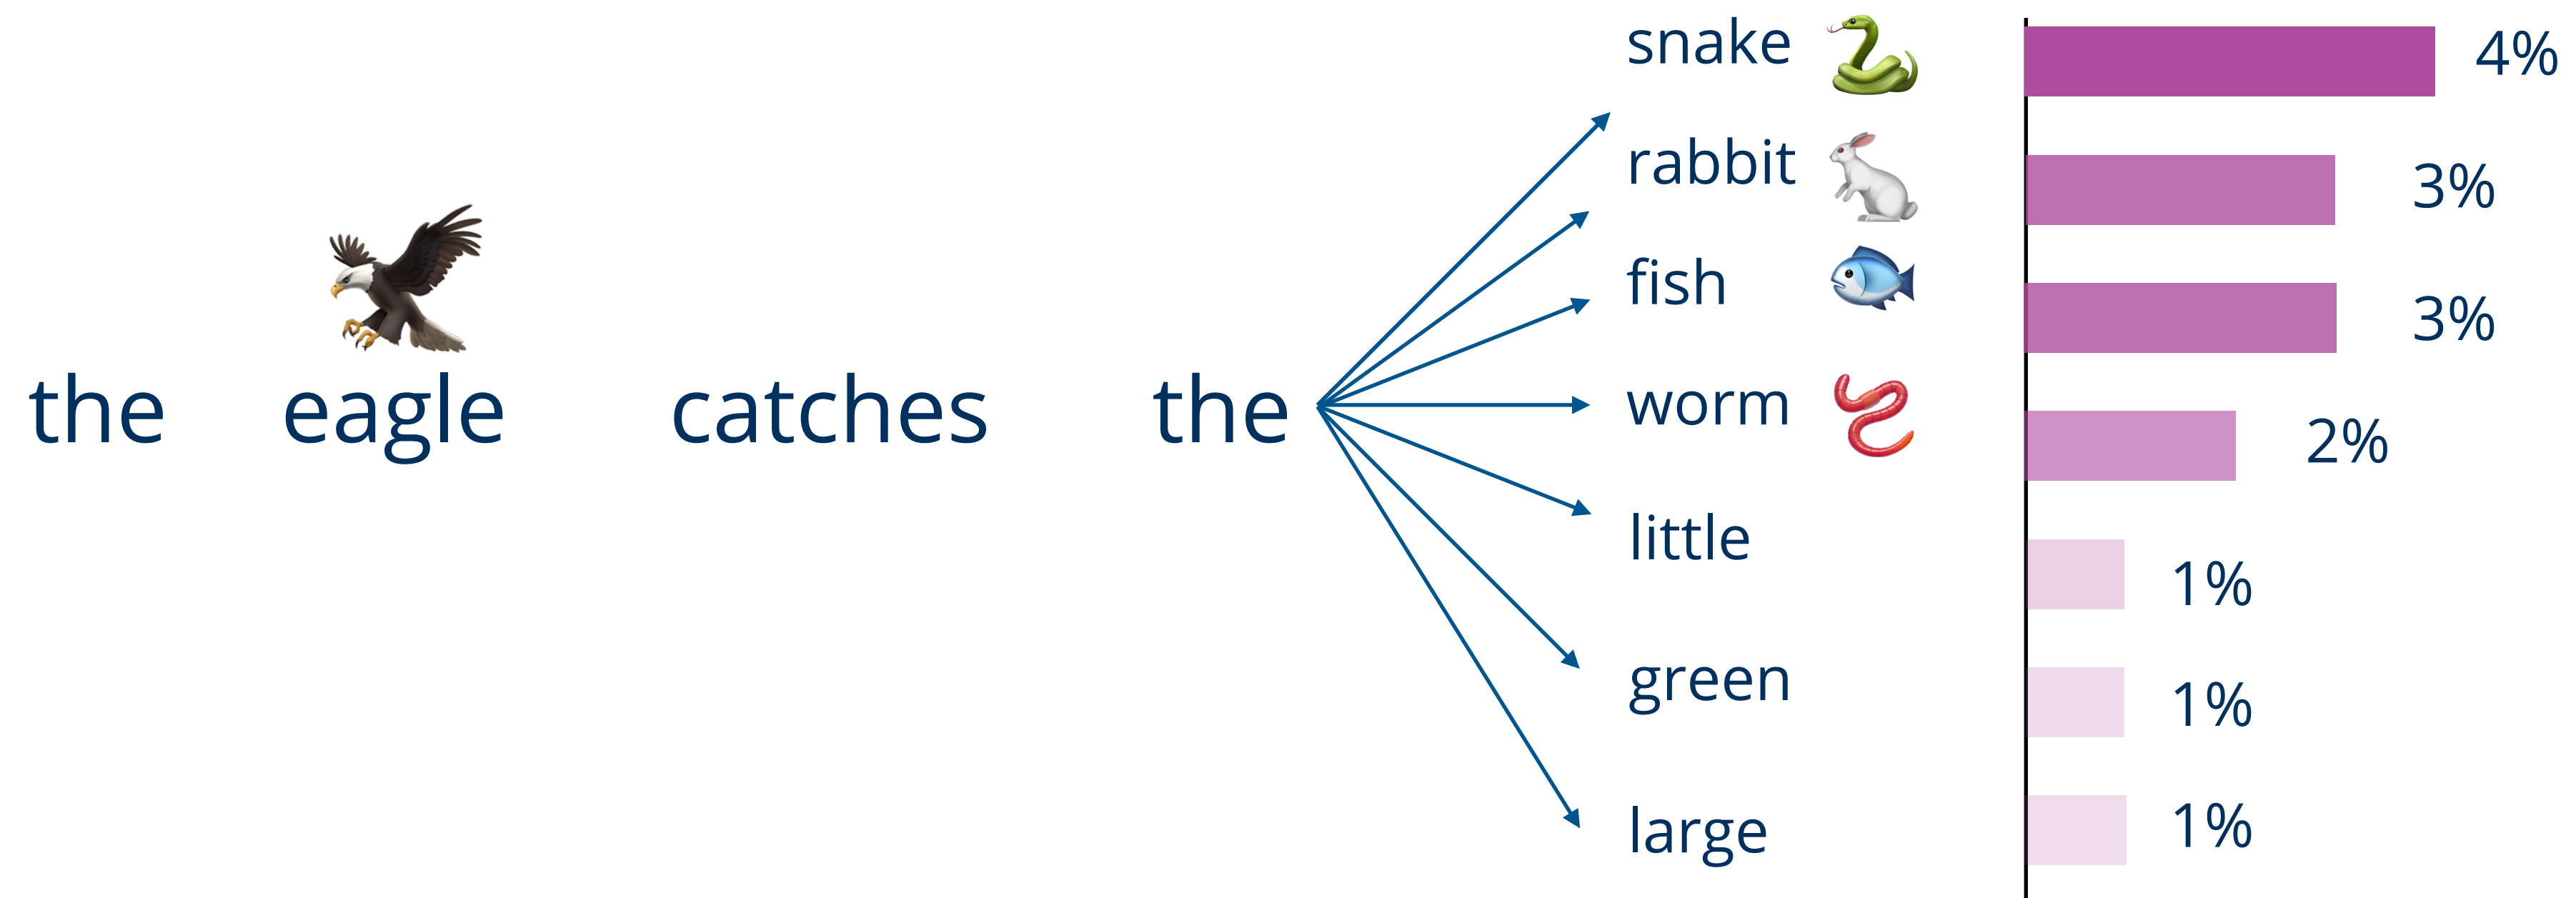 the eagle catches the
snake 4%
rabbit 3%
fish 3%
worm 2%
little 1%
green 1%
large 1%